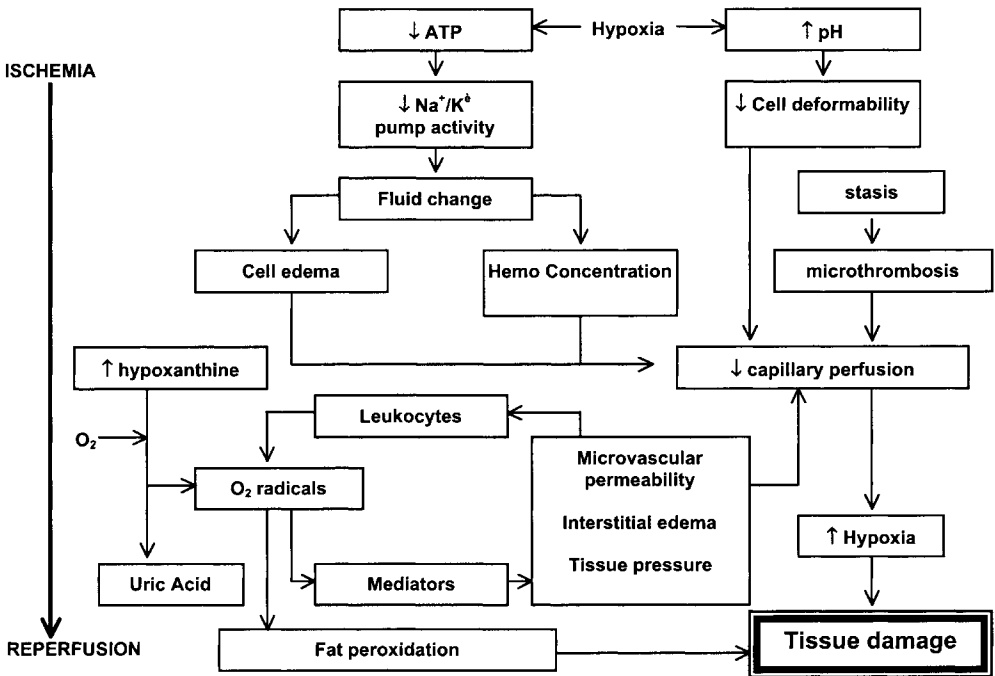 ↓ ATP
Hypoxia
↑ pH
ISCHEMIA
↓ Na⁺/Kᵉ̀
pump activity
↓ Cell deformability
Fluid change
stasis
Cell edema
Hemo Concentration
microthrombosis
↑ hypoxanthine
↓ capillary perfusion
Leukocytes
O₂
Microvascular
permeability
O₂ radicals
Interstitial edema
↑ Hypoxia
Tissue pressure
Uric Acid
Mediators
REPERFUSION
Fat peroxidation
Tissue damage